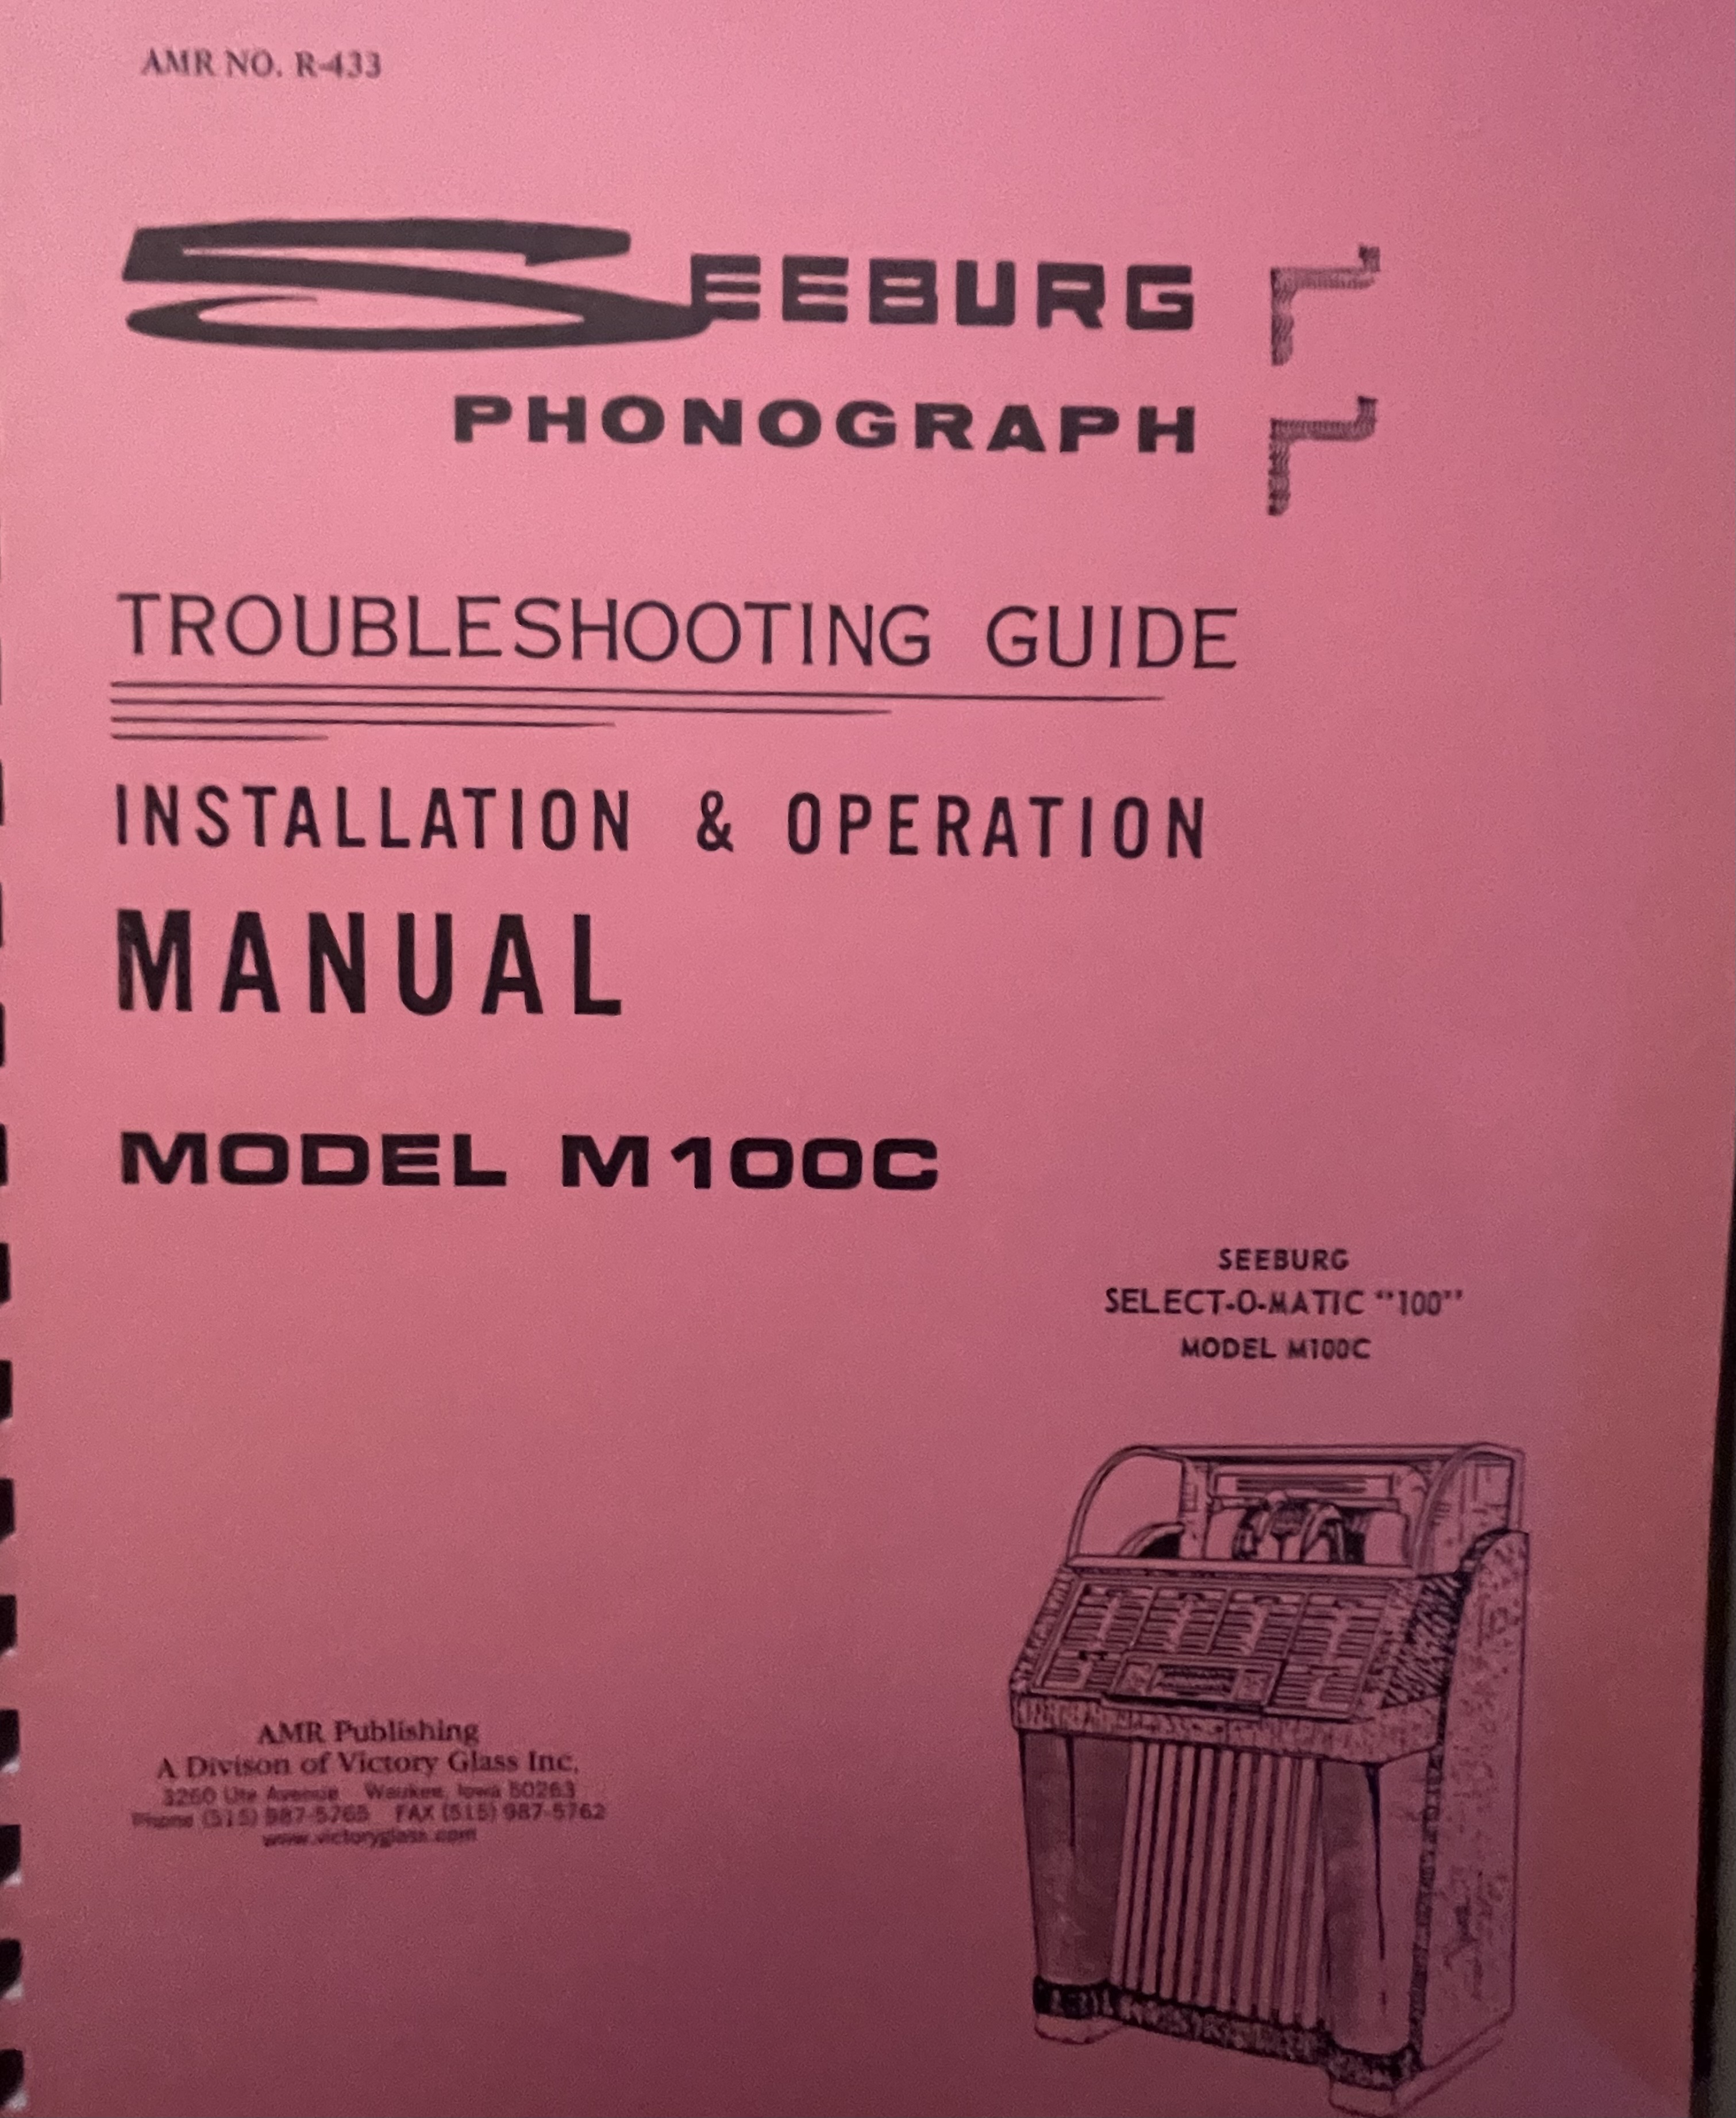 AMR NO. R-433
SEEBURG
PHONOGRAPH
TROUBLESHOOTING GUIDE
INSTALLATION & OPERATION
MANUAL
MODEL M100C
SEEBURG
SELECT-O-MATIC "100"
MODEL M100C
AMR Publishing
A Divison of Victory Glass Inc,
3260 Ute Avenue Waukee, Iowa 50263
Phone (515) 987-5765 FAX (515) 987-5762
www.victoryglass.com